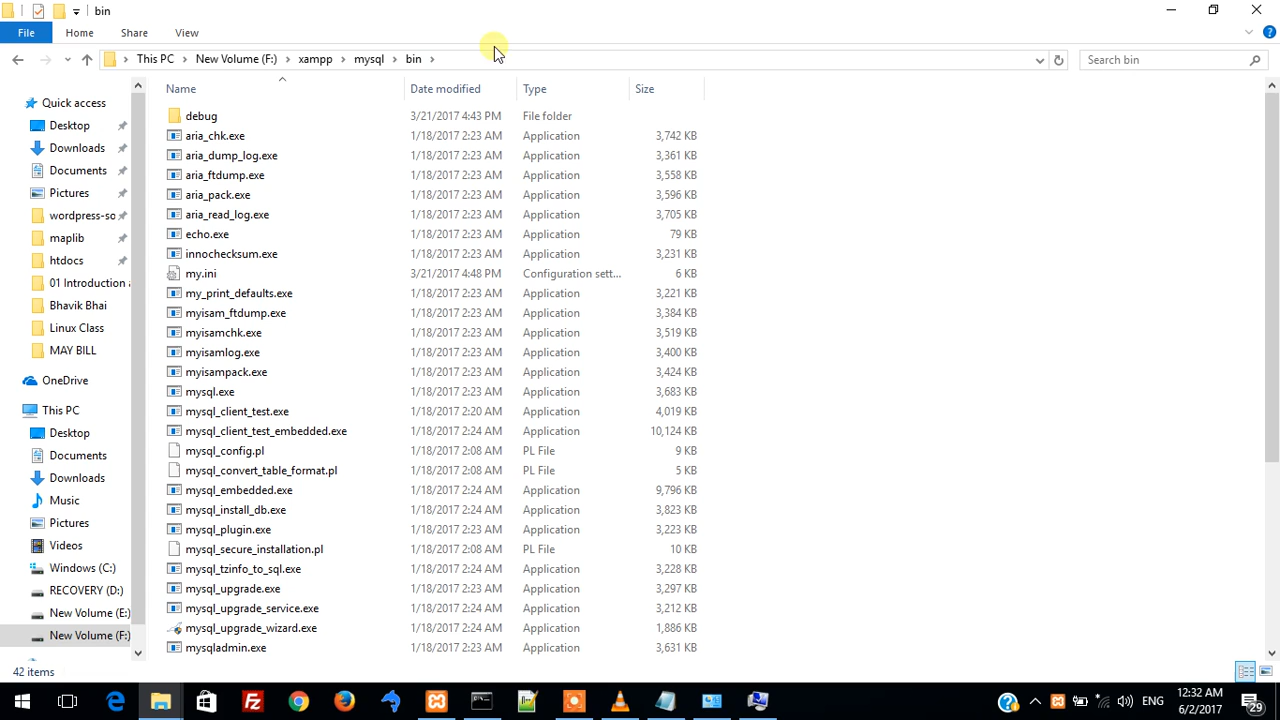 bin
File Home Share View
This PC New Volume (F:) xampp mysql bin Search bin
Name Date modified Type Size
Quick access
Desktop
Downloads
Documents
Pictures
wordpress-so
maplib
htdocs
01 Introduction a
Bhavik Bhai
Linux Class
MAY BILL
OneDrive
This PC
Desktop
Documents
Downloads
Music
Pictures
Videos
Windows (C:)
RECOVERY (D:)
New Volume (E:)
New Volume (F:)
debug 3/21/2017 4:43 PM File folder
aria_chk.exe 1/18/2017 2:23 AM Application 3,742 KB
aria_dump_log.exe 1/18/2017 2:23 AM Application 3,361 KB
aria_ftdump.exe 1/18/2017 2:23 AM Application 3,558 KB
aria_pack.exe 1/18/2017 2:23 AM Application 3,596 KB
aria_read_log.exe 1/18/2017 2:23 AM Application 3,705 KB
echo.exe 1/18/2017 2:23 AM Application 79 KB
innochecksum.exe 1/18/2017 2:23 AM Application 3,231 KB
my.ini 3/21/2017 4:48 PM Configuration sett... 6 KB
my_print_defaults.exe 1/18/2017 2:23 AM Application 3,221 KB
myisam_ftdump.exe 1/18/2017 2:23 AM Application 3,384 KB
myisamchk.exe 1/18/2017 2:23 AM Application 3,519 KB
myisamlog.exe 1/18/2017 2:23 AM Application 3,400 KB
myisampack.exe 1/18/2017 2:23 AM Application 3,424 KB
mysql.exe 1/18/2017 2:23 AM Application 3,683 KB
mysql_client_test.exe 1/18/2017 2:20 AM Application 4,019 KB
mysql_client_test_embedded.exe 1/18/2017 2:24 AM Application 10,124 KB
mysql_config.pl 1/18/2017 2:08 AM PL File 9 KB
mysql_convert_table_format.pl 1/18/2017 2:08 AM PL File 5 KB
mysql_embedded.exe 1/18/2017 2:24 AM Application 9,796 KB
mysql_install_db.exe 1/18/2017 2:24 AM Application 3,823 KB
mysql_plugin.exe 1/18/2017 2:24 AM Application 3,223 KB
mysql_secure_installation.pl 1/18/2017 2:08 AM PL File 10 KB
mysql_tzinfo_to_sql.exe 1/18/2017 2:24 AM Application 3,228 KB
mysql_upgrade.exe 1/18/2017 2:23 AM Application 3,297 KB
mysql_upgrade_service.exe 1/18/2017 2:24 AM Application 3,212 KB
mysql_upgrade_wizard.exe 1/18/2017 2:24 AM Application 1,886 KB
mysqladmin.exe 1/18/2017 2:23 AM Application 3,631 KB
42 items
ENG 12:32 AM
6/2/2017 29